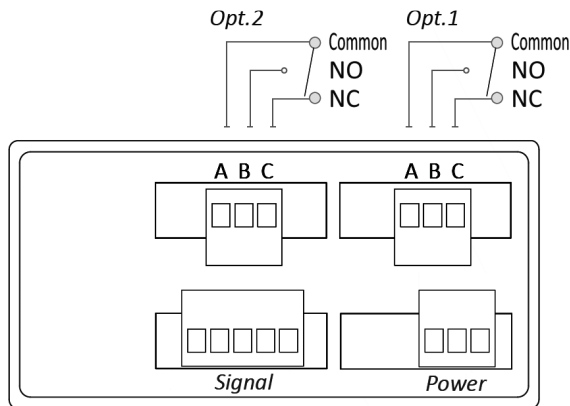 Opt.2 Opt.1
Common Common
NO NO
NC NC
A B C A B C
Signal Power